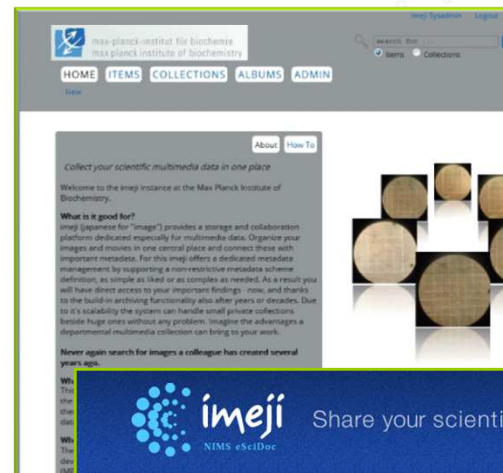 imeji Sysadmin Logout
max-planck-institut für biochemie
max planck institute of biochemistry
search for ...
Items Collections
HOME ITEMS COLLECTIONS ALBUMS ADMIN
New
About How To
Collect your scientific multimedia data in one place
Welcome to the imeji instance at the Max Planck Institute of
Biochemistry.
What is it good for?
imeji (japanese for "image") provides a storage and collaboration
platform dedicated especially for multimedia data. Organize your
images and movies in one central place and connect these with
important metadata. For this imeji offers a dedicated metadata
management by supporting a non-restrictive metadata scheme
definition, as simple as liked or as complex as needed. As a result you
will have direct access to your important findings - now, and thanks
to the build-in archiving functionality also after years or decades. Due
to it's scalability the system can handle small private collections
beside huge ones without any problem. Imagine the advantages a
departmental multimedia collection can bring to your work.
Never again search for images a colleague has created several
years ago.
imeji
NIMS eSciDoc
Share your scienti